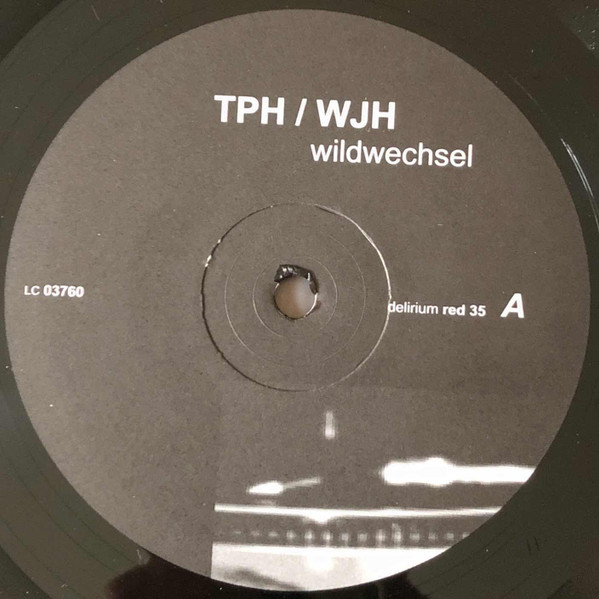 TPH / WJH
wildwechsel
LC 03760
delirium red 35 A